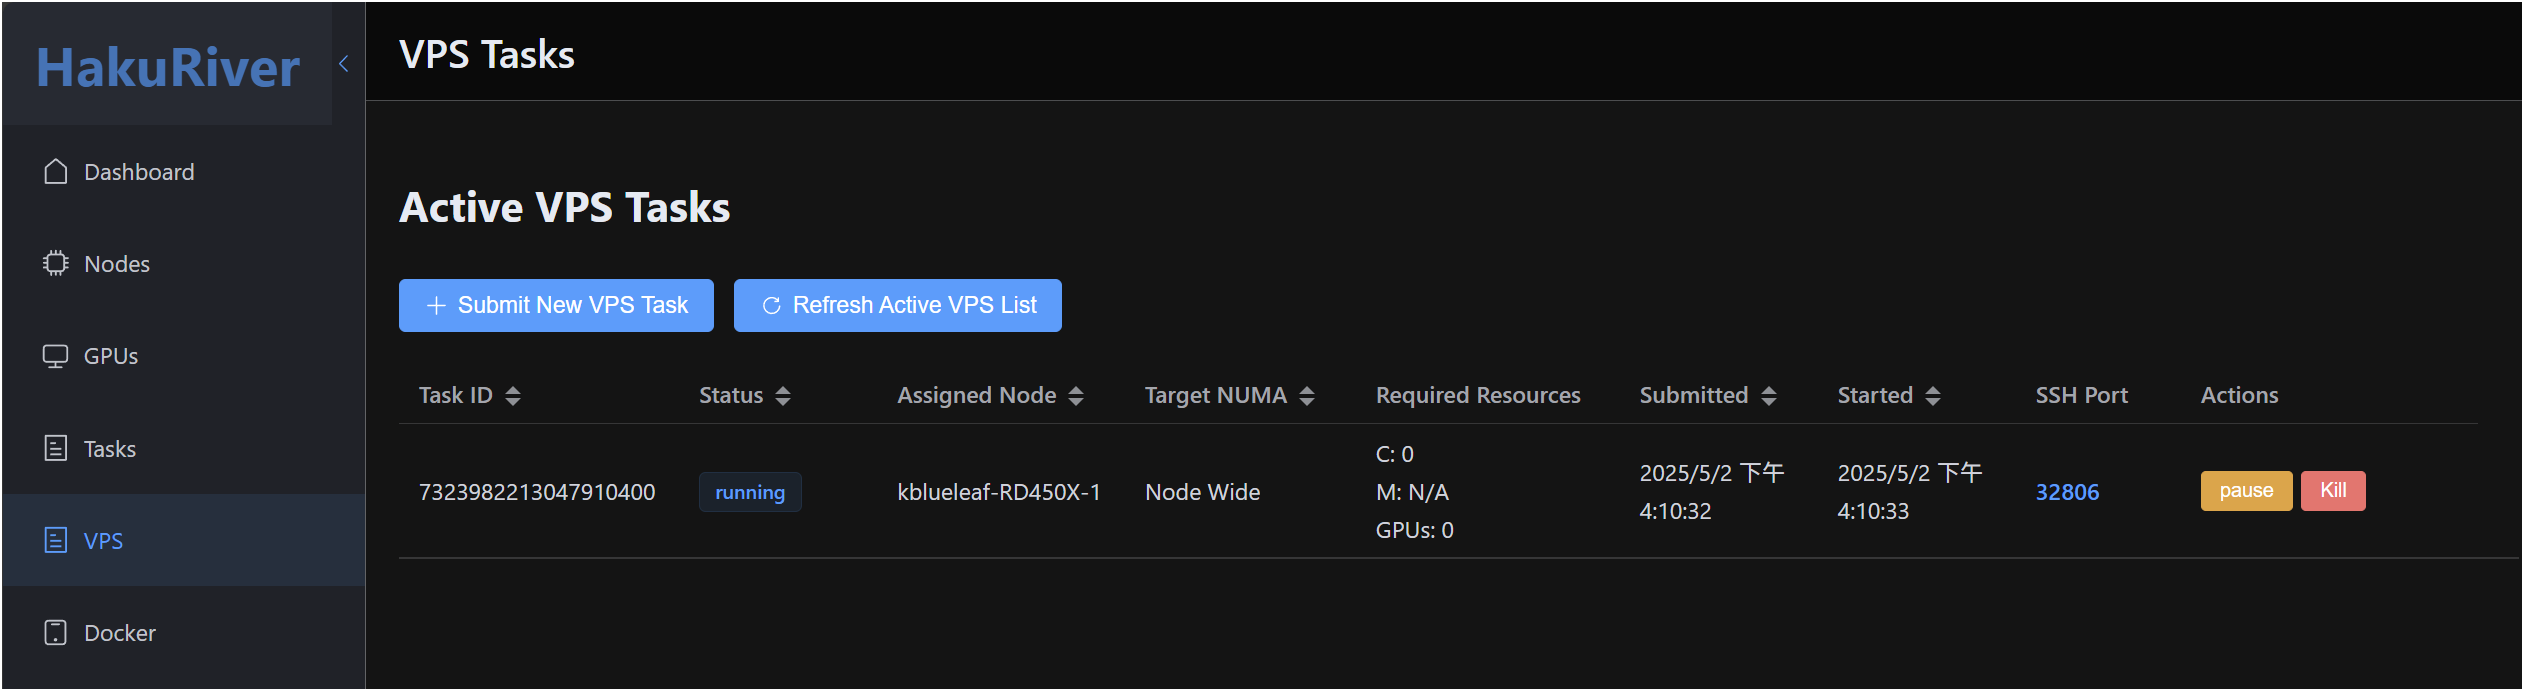 HakuRiver
VPS Tasks
Dashboard
Nodes
GPUs
Tasks
VPS
Docker
Active VPS Tasks
Submit New VPS Task
Refresh Active VPS List
Task ID Status Assigned Node Target NUMA Required Resources Submitted Started SSH Port Actions
7323982213047910400 running kblueleaf-RD450X-1 Node Wide
C: 0
M: N/A
GPUs: 0
2025/5/2 下午
4:10:32
2025/5/2 下午
4:10:33
32806
pause
Kill